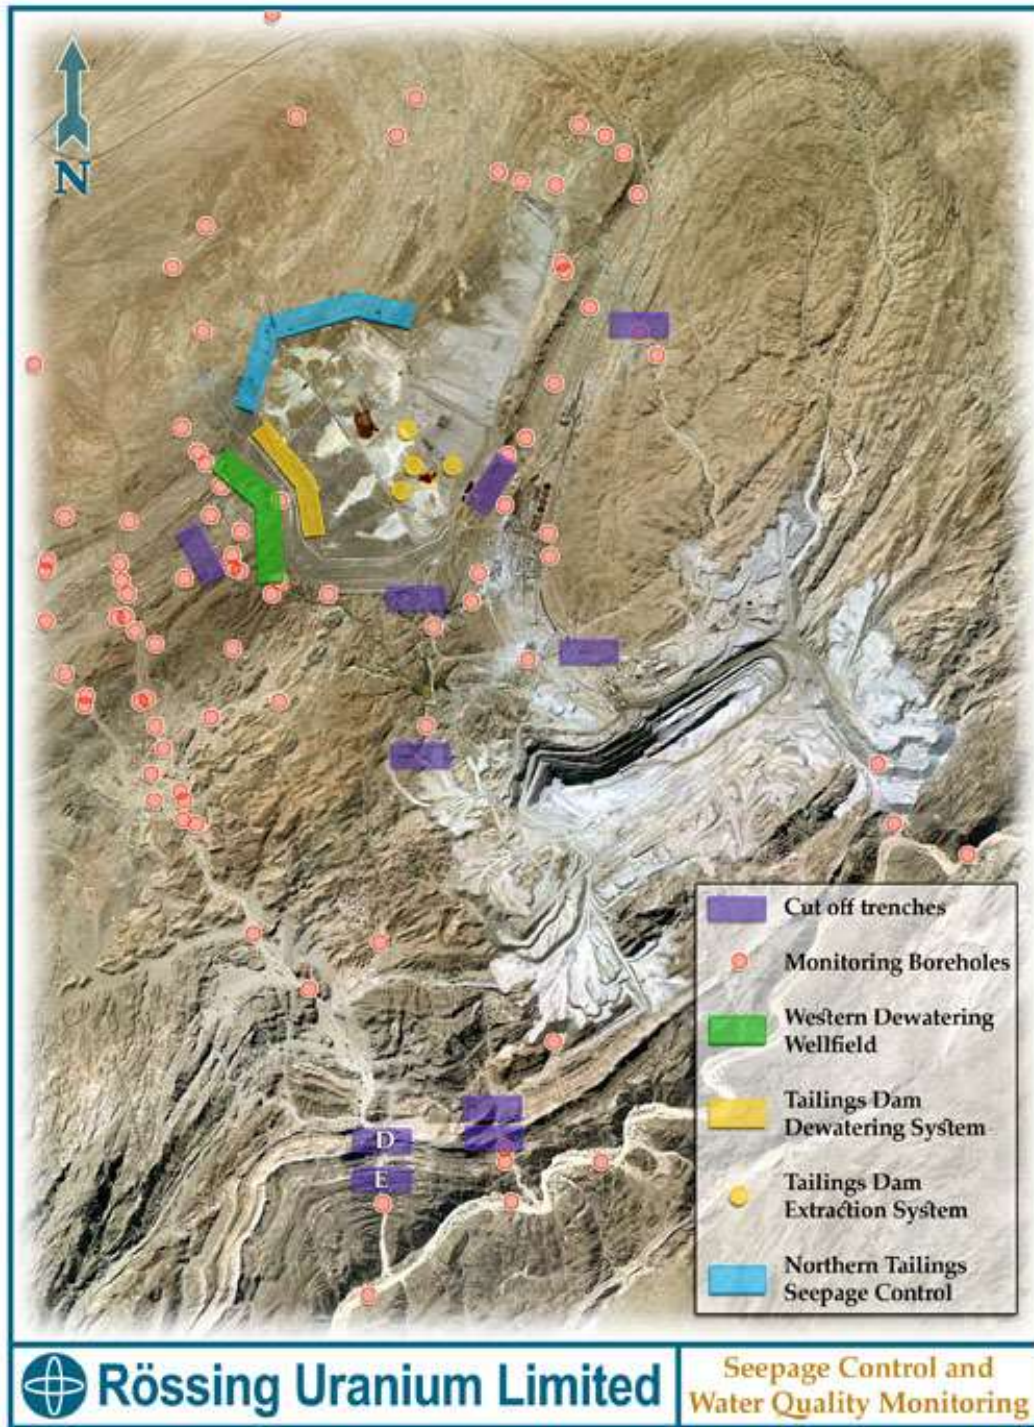 N
D
E
Cut off trenches
Monitoring Boreholes
Western Dewatering
Wellfield
Tailings Dam
Dewatering System
Tailings Dam
Extraction System
Northern Tailings
Seepage Control
Rössing Uranium Limited
Seepage Control and
Water Quality Monitoring